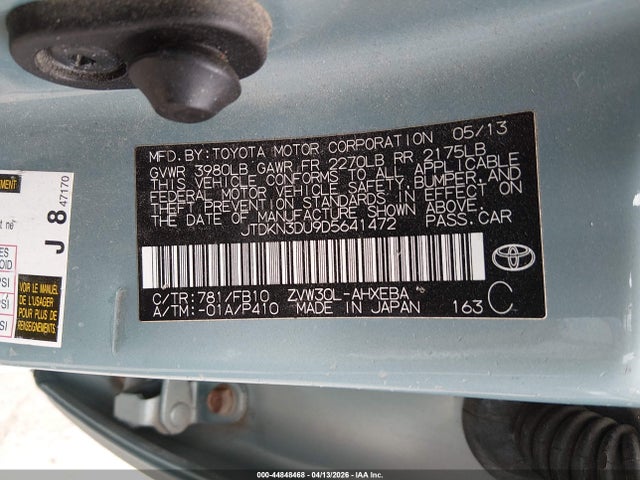 MFD.BY:TOYOTA MOTOR CORPORATION 05/13
GVWR 3980LB GAWR FR 2270LB RR 2175LB
THIS VEHICLE CONFORMS TO ALL APPLICABLE
FEDERAL MOTOR VEHICLE SAFETY,BUMPER,AND
THEFT PREVENTION STANDARDS IN EFFECT ON
THE DATE OF MANUFACTURE SHOWN ABOVE.
JTDKN3DU9D5641472 PASS.CAR
C/TR:781/FB10 ZVW30L-AHXEBA
A/TM:-01A/P410 MADE IN JAPAN 163 C
J 8
47170
VOIR LE MANUEL
DE L'USAGER
POUR PLUS DE
RENSEIGNEMENTS
000-44848468 | 04/13/2026 | IAA Inc.